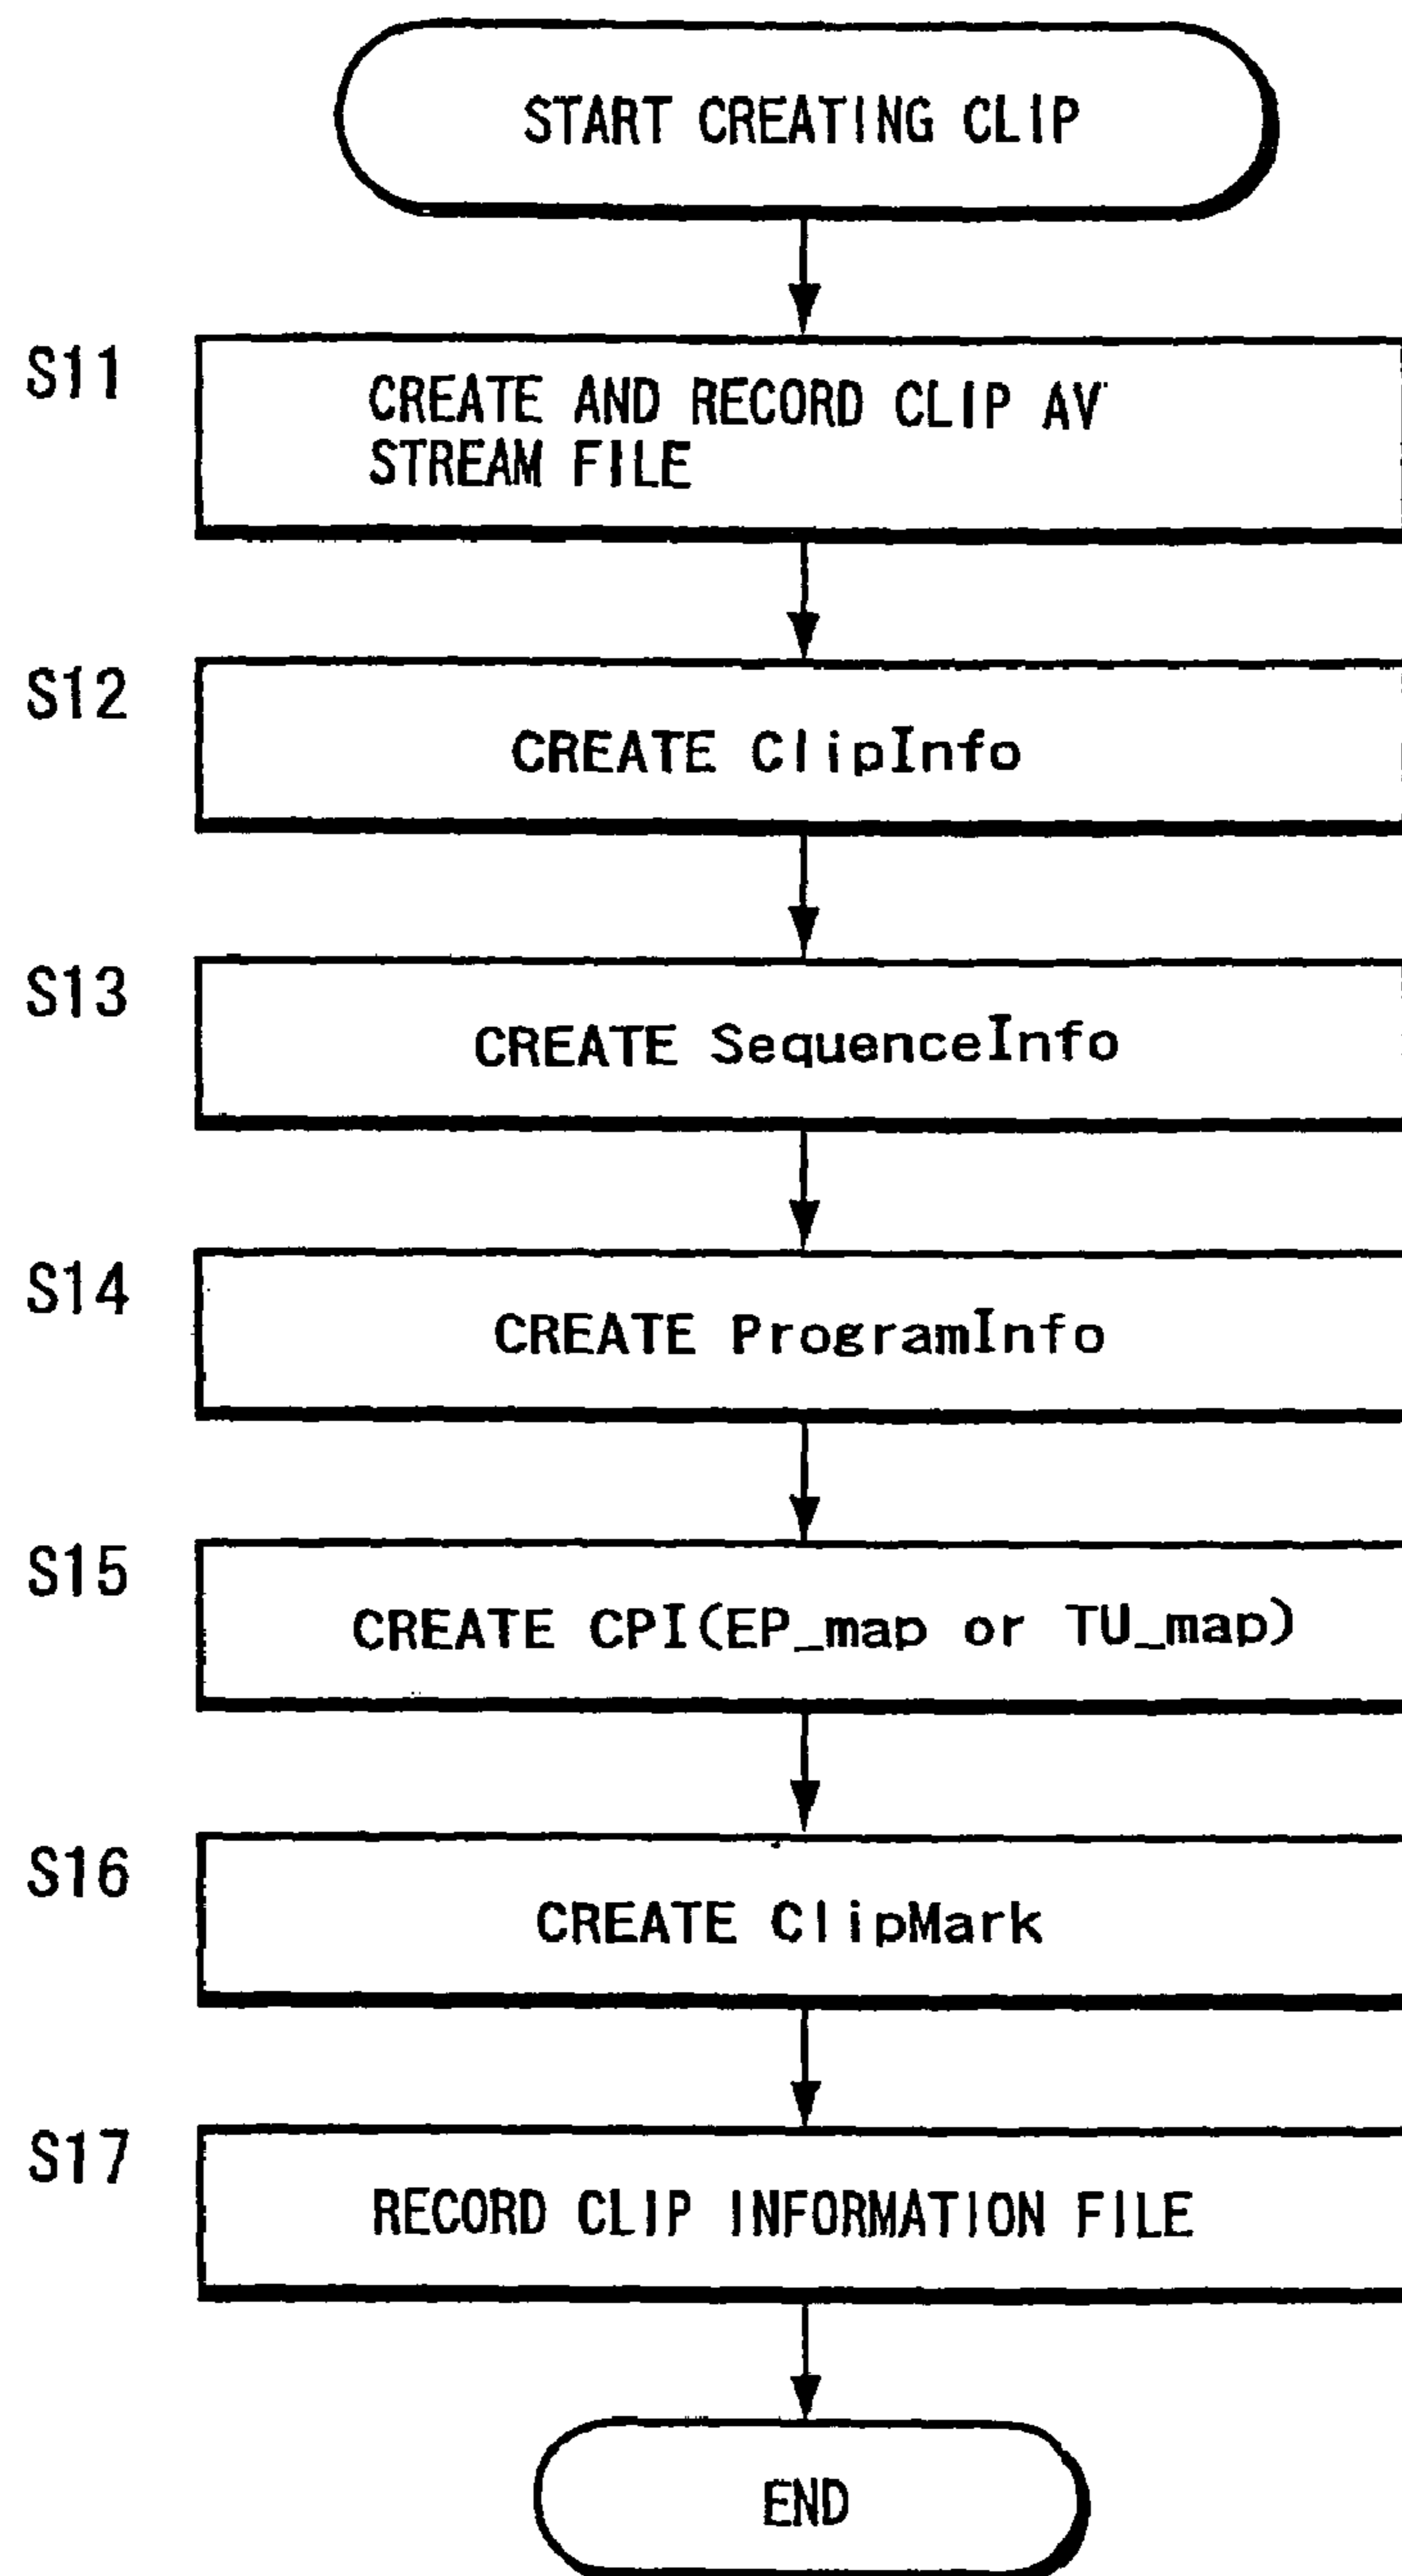 START CREATING CLIP
S11
CREATE AND RECORD CLIP AV
STREAM FILE
S12
CREATE ClipInfo
S13
CREATE SequenceInfo
S14
CREATE ProgramInfo
S15
CREATE CPI(EP_map or TU_map)
S16
CREATE ClipMark
S17
RECORD CLIP INFORMATION FILE
END